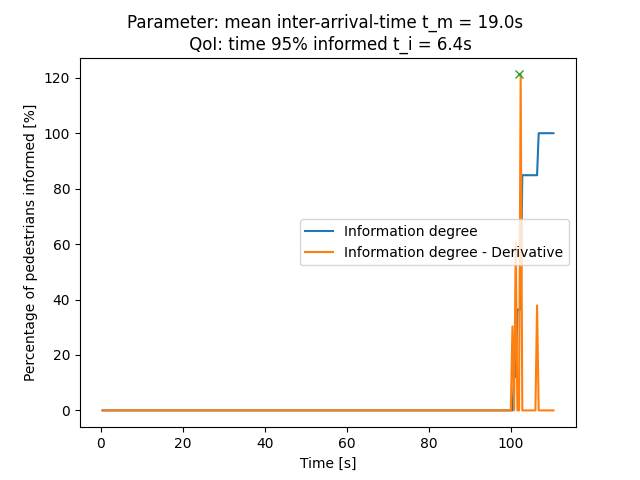 Parameter: mean inter-arrival-time t_m = 19.0s
QoI: time 95% informed t_i = 6.4s
Percentage of pedestrians informed [%]
120
100
80
60
40
20
0
Information degree
Information degree - Derivative
0 20 40 60 80 100
Time [s]